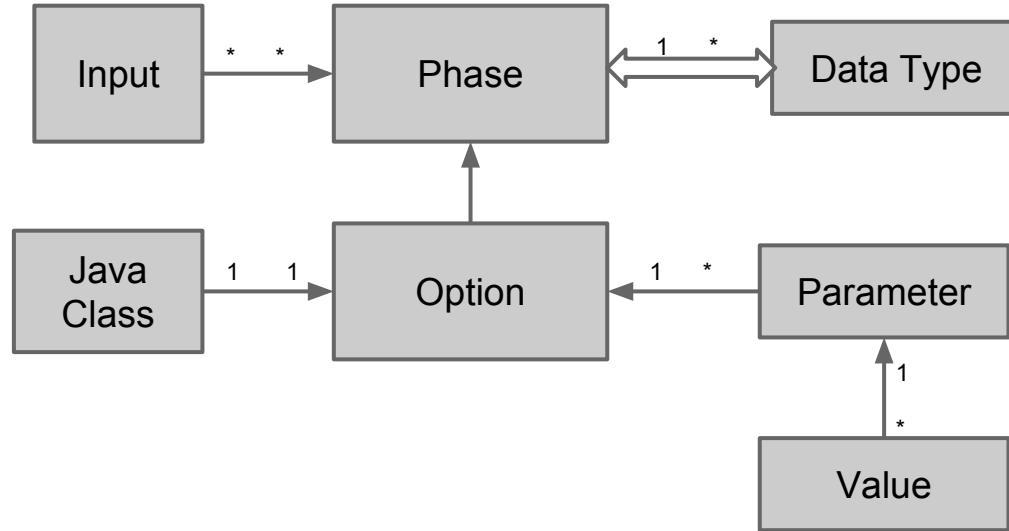 Input
* *
Phase
1 *
Data Type
Java
Class
1 1
Option
1 *
Parameter
1
*
Value